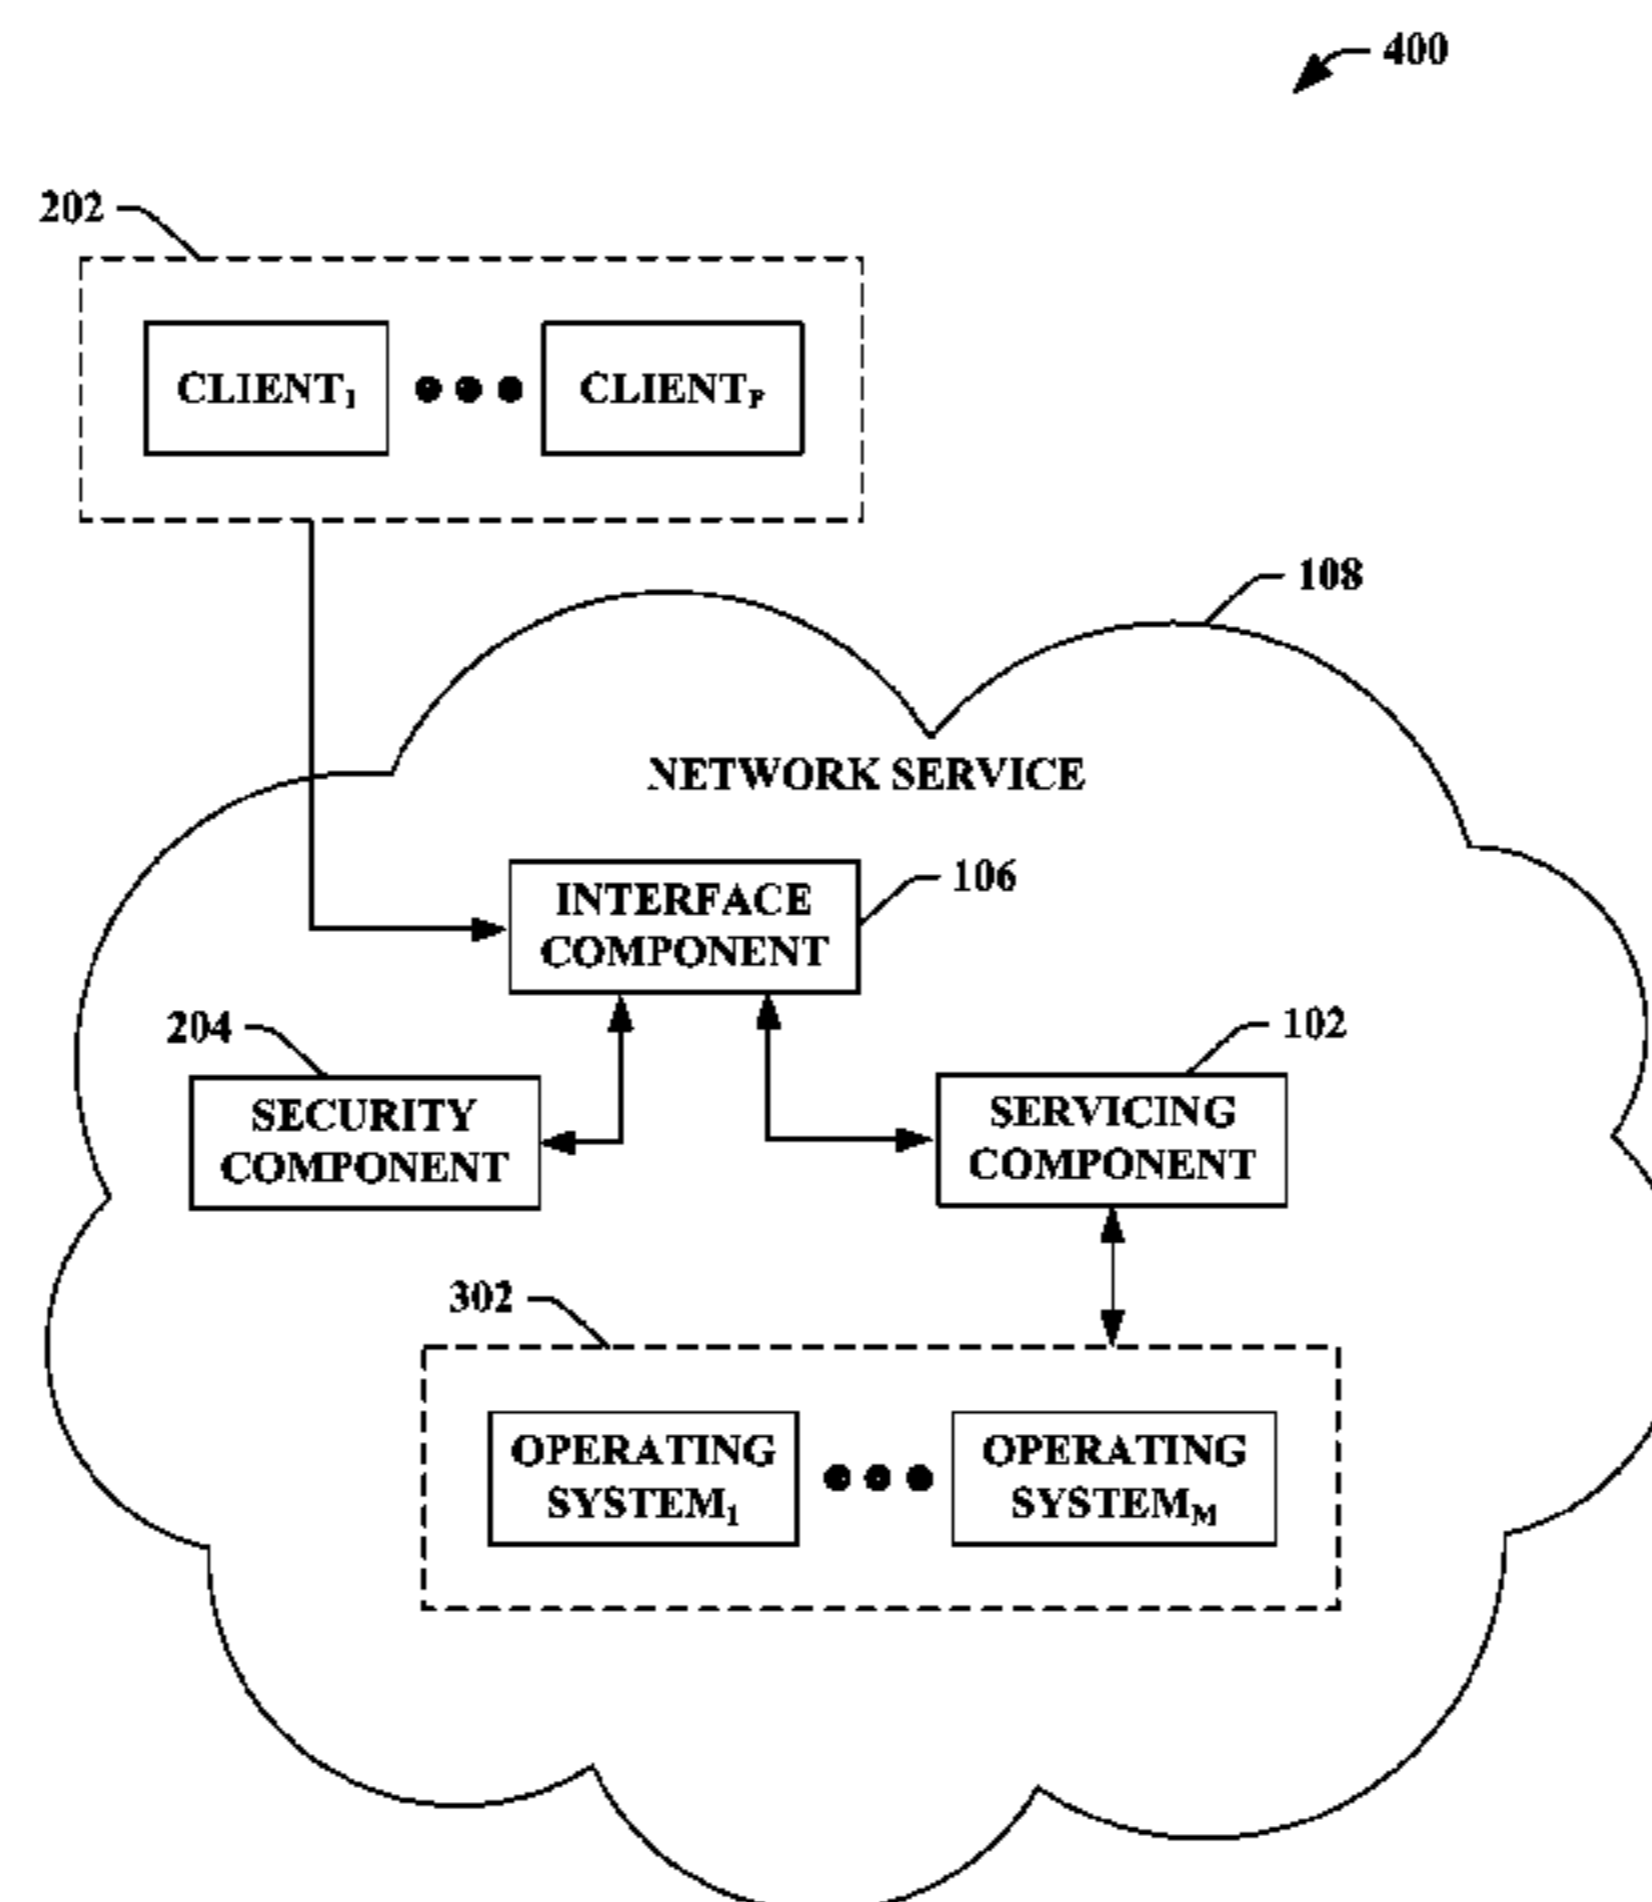 400
202
CLIENT₁ ●●● CLIENTₚ
108
NETWORK SERVICE
INTERFACE
COMPONENT
106
204
SECURITY
COMPONENT
102
SERVICING
COMPONENT
302
OPERATING
SYSTEM₁
OPERATING
SYSTEMM